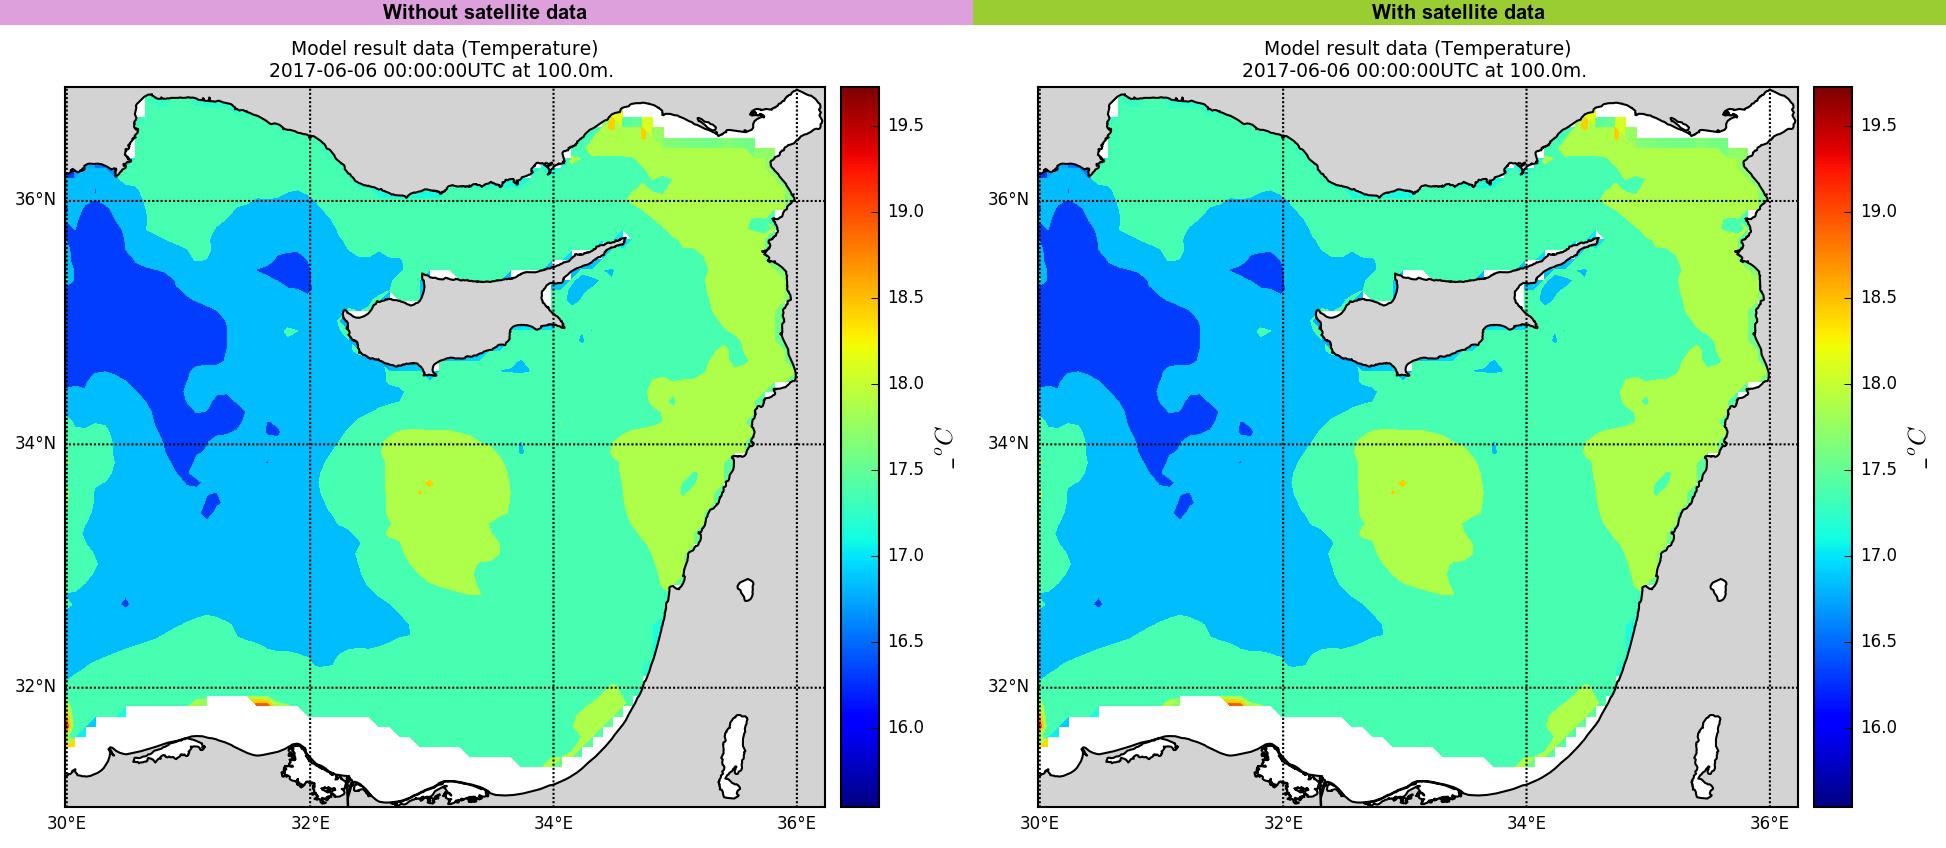 Without satellite data
With satellite data
Model result data (Temperature)
2017-06-06 00:00:00UTC at 100.0m.
36°N
34°N
32°N
30°E
32°E
34°E
36°E
19.5
19.0
18.5
18.0
17.5
17.0
16.5
16.0
_°C
Model result data (Temperature)
2017-06-06 00:00:00UTC at 100.0m.
36°N
34°N
32°N
30°E
32°E
34°E
36°E
19.5
19.0
18.5
18.0
17.5
17.0
16.5
16.0
_°C